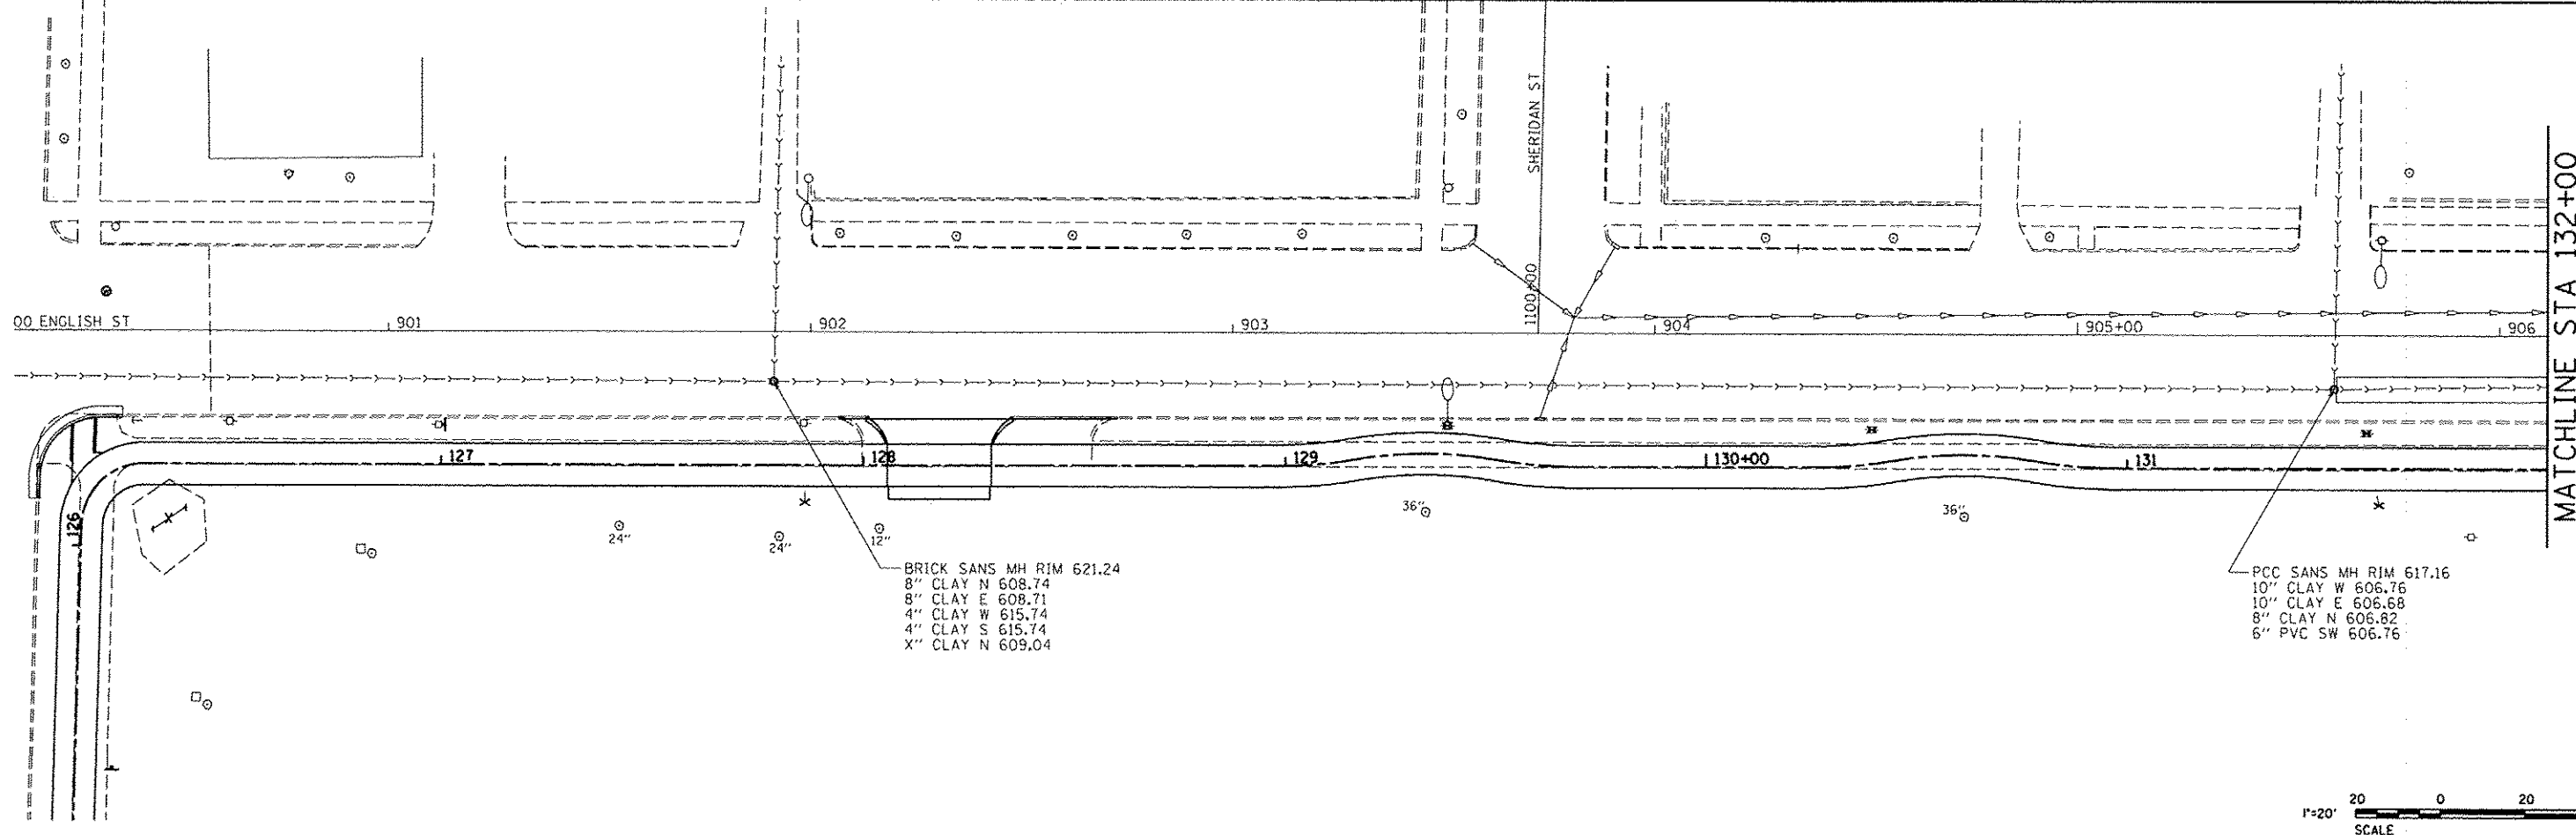 SHERIDAN ST
1100+00
00 ENGLISH ST
901
902
903
904
905+00
906
MATCHLINE STA 132+00
126
127
128
129
130+00
131
24"
24"
12"
36"
36"
BRICK SANS MH RIM 621.24
8" CLAY N 608.74
8" CLAY E 608.71
4" CLAY W 615.74
4" CLAY S 615.74
X" CLAY N 609.04
PCC SANS MH RIM 617.16
10" CLAY W 606.76
10" CLAY E 606.68
8" CLAY N 606.82
6" PVC SW 606.76
1"=20'
20 0 20
SCALE